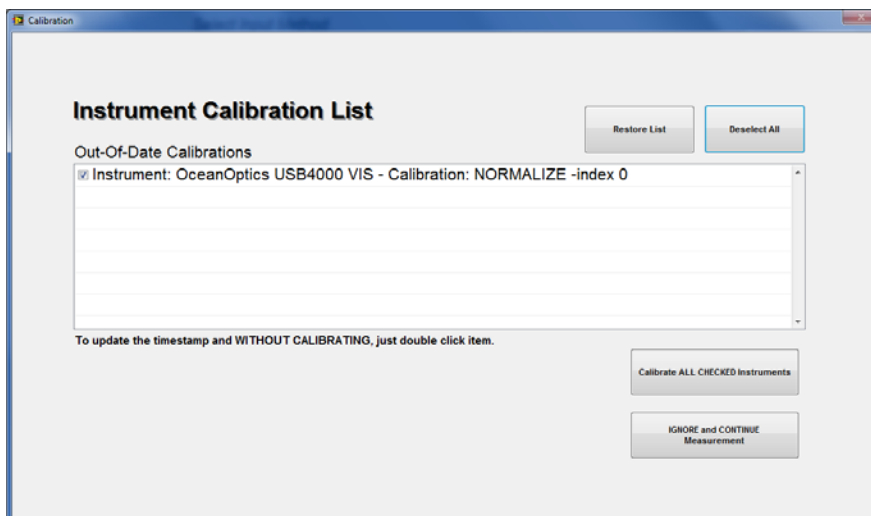 Calibration
Instrument Calibration List
Restore List
Deselect All
Out-Of-Date Calibrations
Instrument: OceanOptics USB4000 VIS - Calibration: NORMALIZE -index 0
To update the timestamp and WITHOUT CALIBRATING, just double click item.
Calibrate ALL CHECKED Instruments
IGNORE and CONTINUE
Measurement